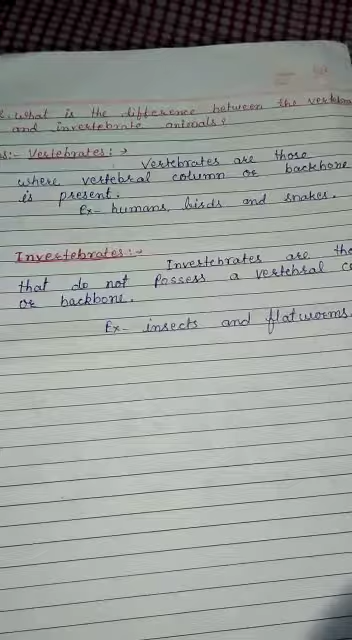 what is the difference between the
and invertebrate animals?
:- Vertebrates : →
Vertebrates are those
where vertebral column or backbone
is present.
Ex- humans, birds and snakes.
Invertebrates :→
Invertebrates are
that do not possess a vertebral
or backbone.
Ex- insects and flatworms.